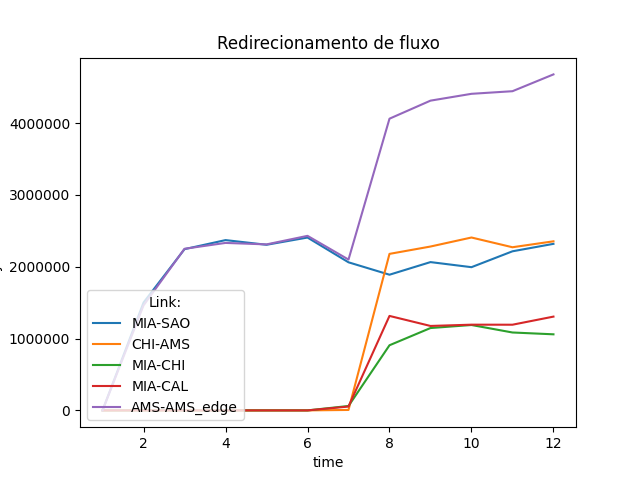 Redirecionamento de fluxo
4000000
3000000
2000000
1000000
0
Link:
MIA-SAO
CHI-AMS
MIA-CHI
MIA-CAL
AMS-AMS_edge
2 4 6 8 10 12
time